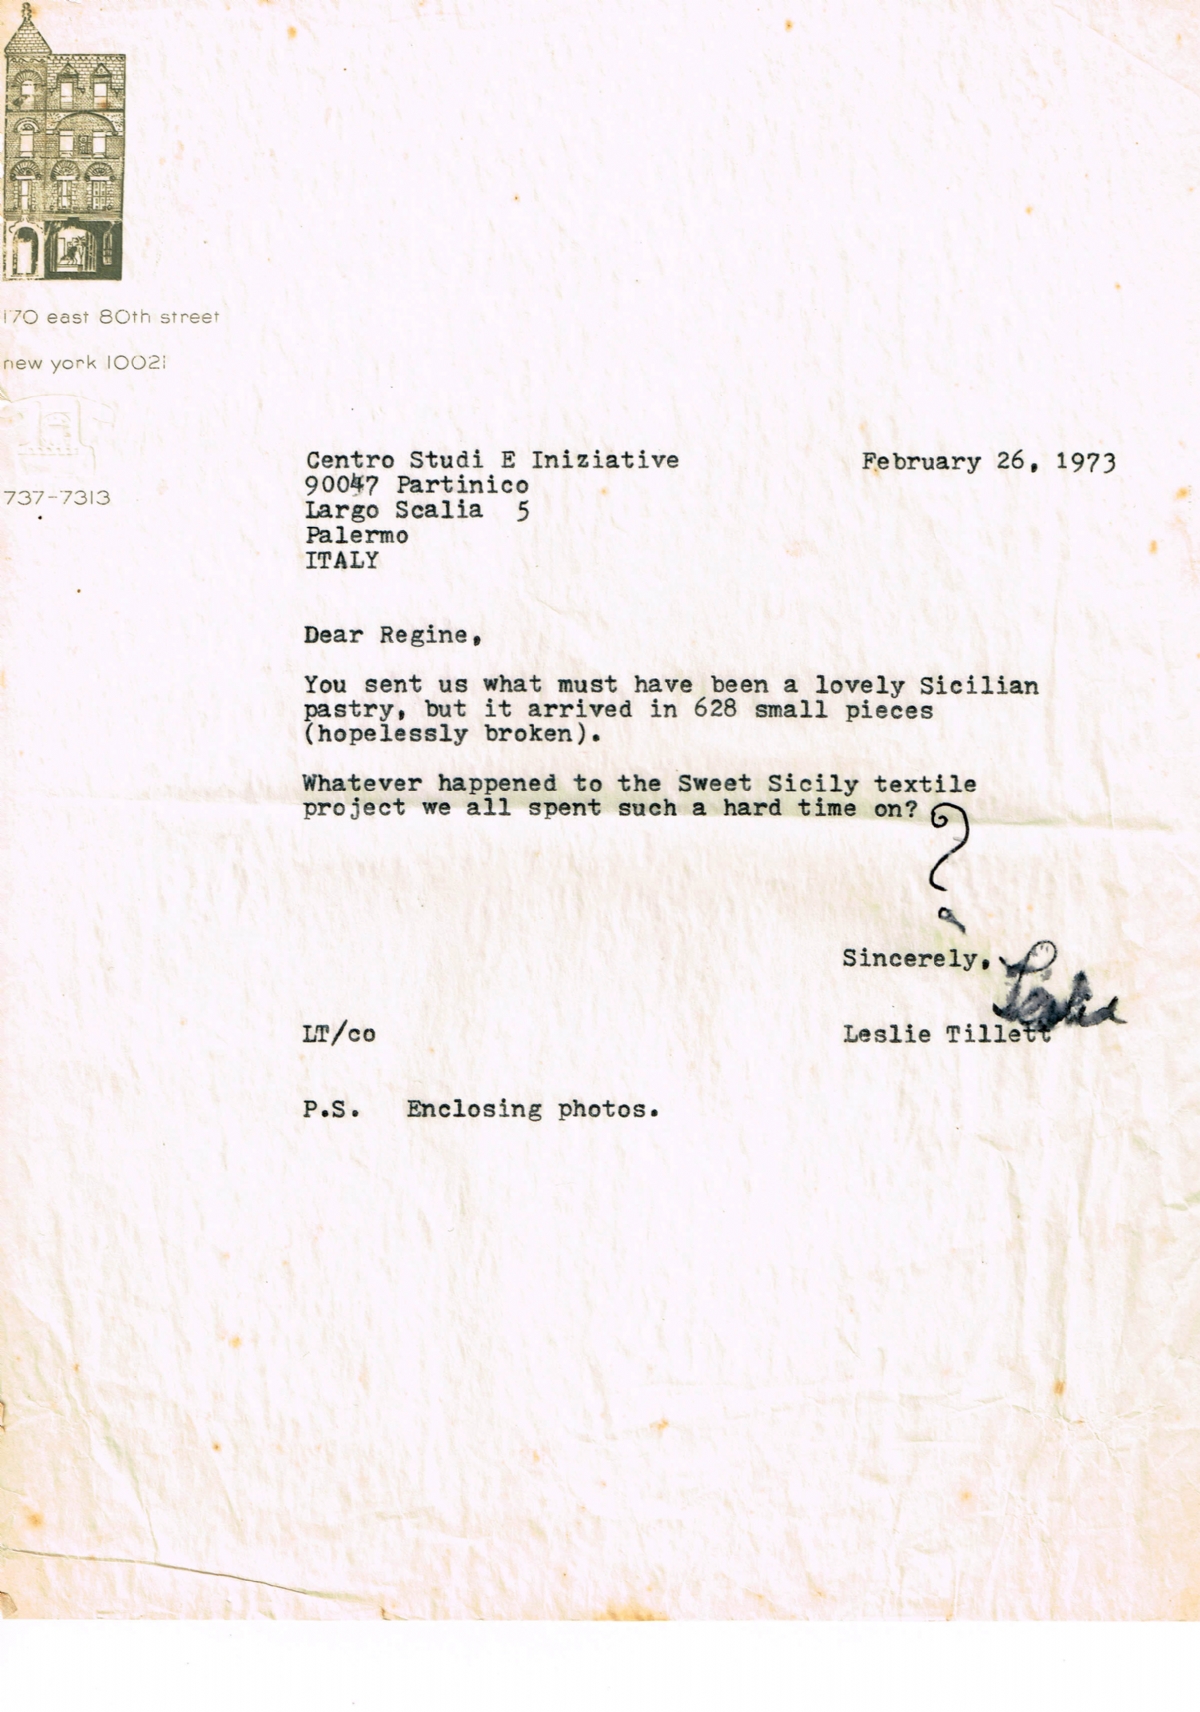 170 east 80th street
new york 10021
737-7313
Centro Studi E Iniziative
February 26, 1973
90047 Partinico
Largo Scalia 5
Palermo
ITALY
Dear Regine,
You sent us what must have been a lovely Sicilian
pastry, but it arrived in 628 small pieces
(hopelessly broken).
Whatever happened to the Sweet Sicily textile
project we all spent such a hard time on?
?
Sincerely,
Leslie
LT/co
Leslie Tillett
P.S. Enclosing photos.